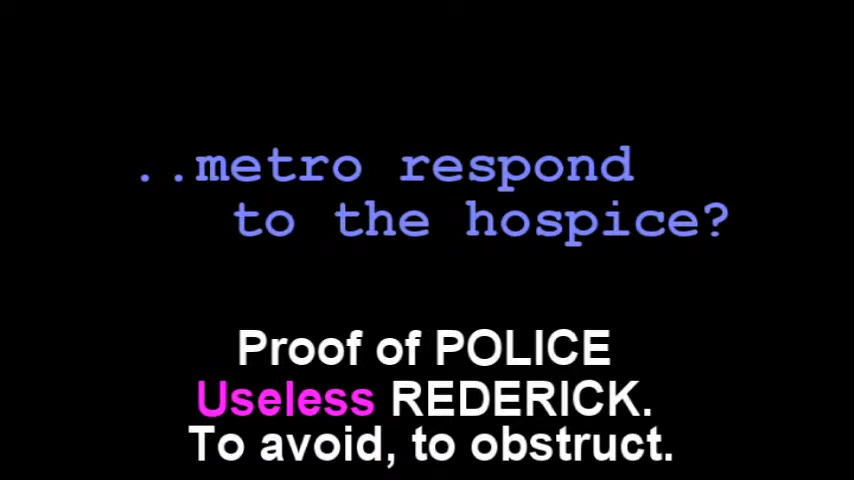 ..metro respond
to the hospice?
Proof of POLICE
Useless REDERICK.
To avoid, to obstruct.